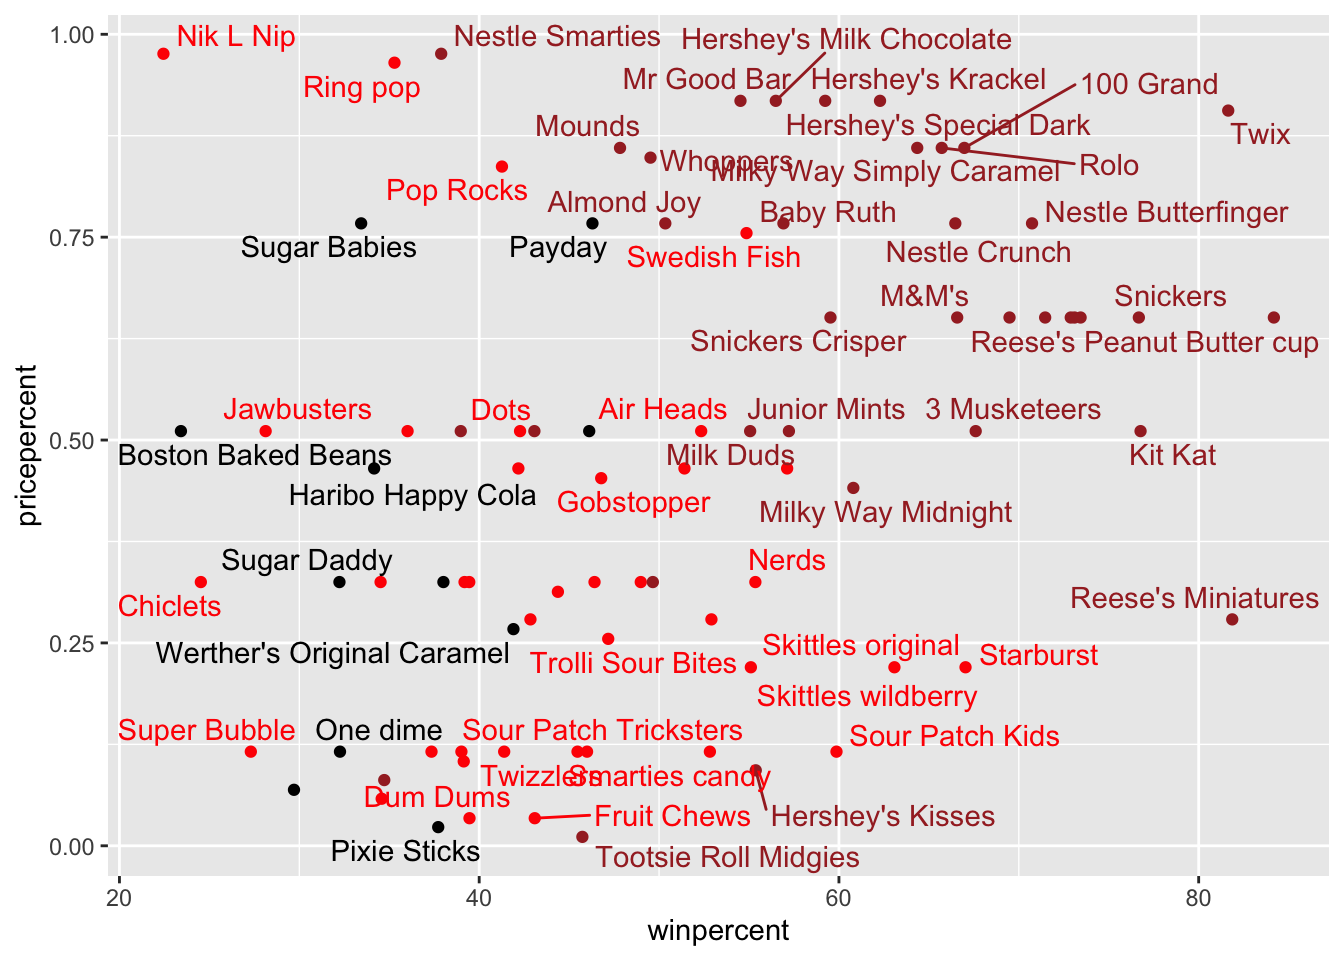 1.00
Nik L Nip
Nestle Smarties
Hershey's Milk Chocolate
Ring pop
Mr Good Bar
Hershey's Krackel
100 Grand
Mounds
Hershey's Special Dark
Twix
Whoppers
Milky Way Simply Caramel
Rolo
Pop Rocks
Almond Joy
Baby Ruth
Nestle Butterfinger
0.75
Sugar Babies
Payday
Swedish Fish
Nestle Crunch
M&M's
Snickers
Snickers Crisper
Reese's Peanut Butter cup
Jawbusters
Dots
Air Heads
Junior Mints
3 Musketeers
0.50
Boston Baked Beans
Milk Duds
Kit Kat
Haribo Happy Cola
Gobstopper
Milky Way Midnight
pricepercent
Sugar Daddy
Nerds
Chiclets
Reese's Miniatures
0.25
Werther's Original Caramel
Trolli Sour Bites
Skittles original
Starburst
Skittles wildberry
Super Bubble
One dime
Sour Patch Tricksters
Sour Patch Kids
Twizzlers
Smarties candy
Dum Dums
Fruit Chews
Hershey's Kisses
0.00
Pixie Sticks
Tootsie Roll Midgies
20
40
60
80
winpercent